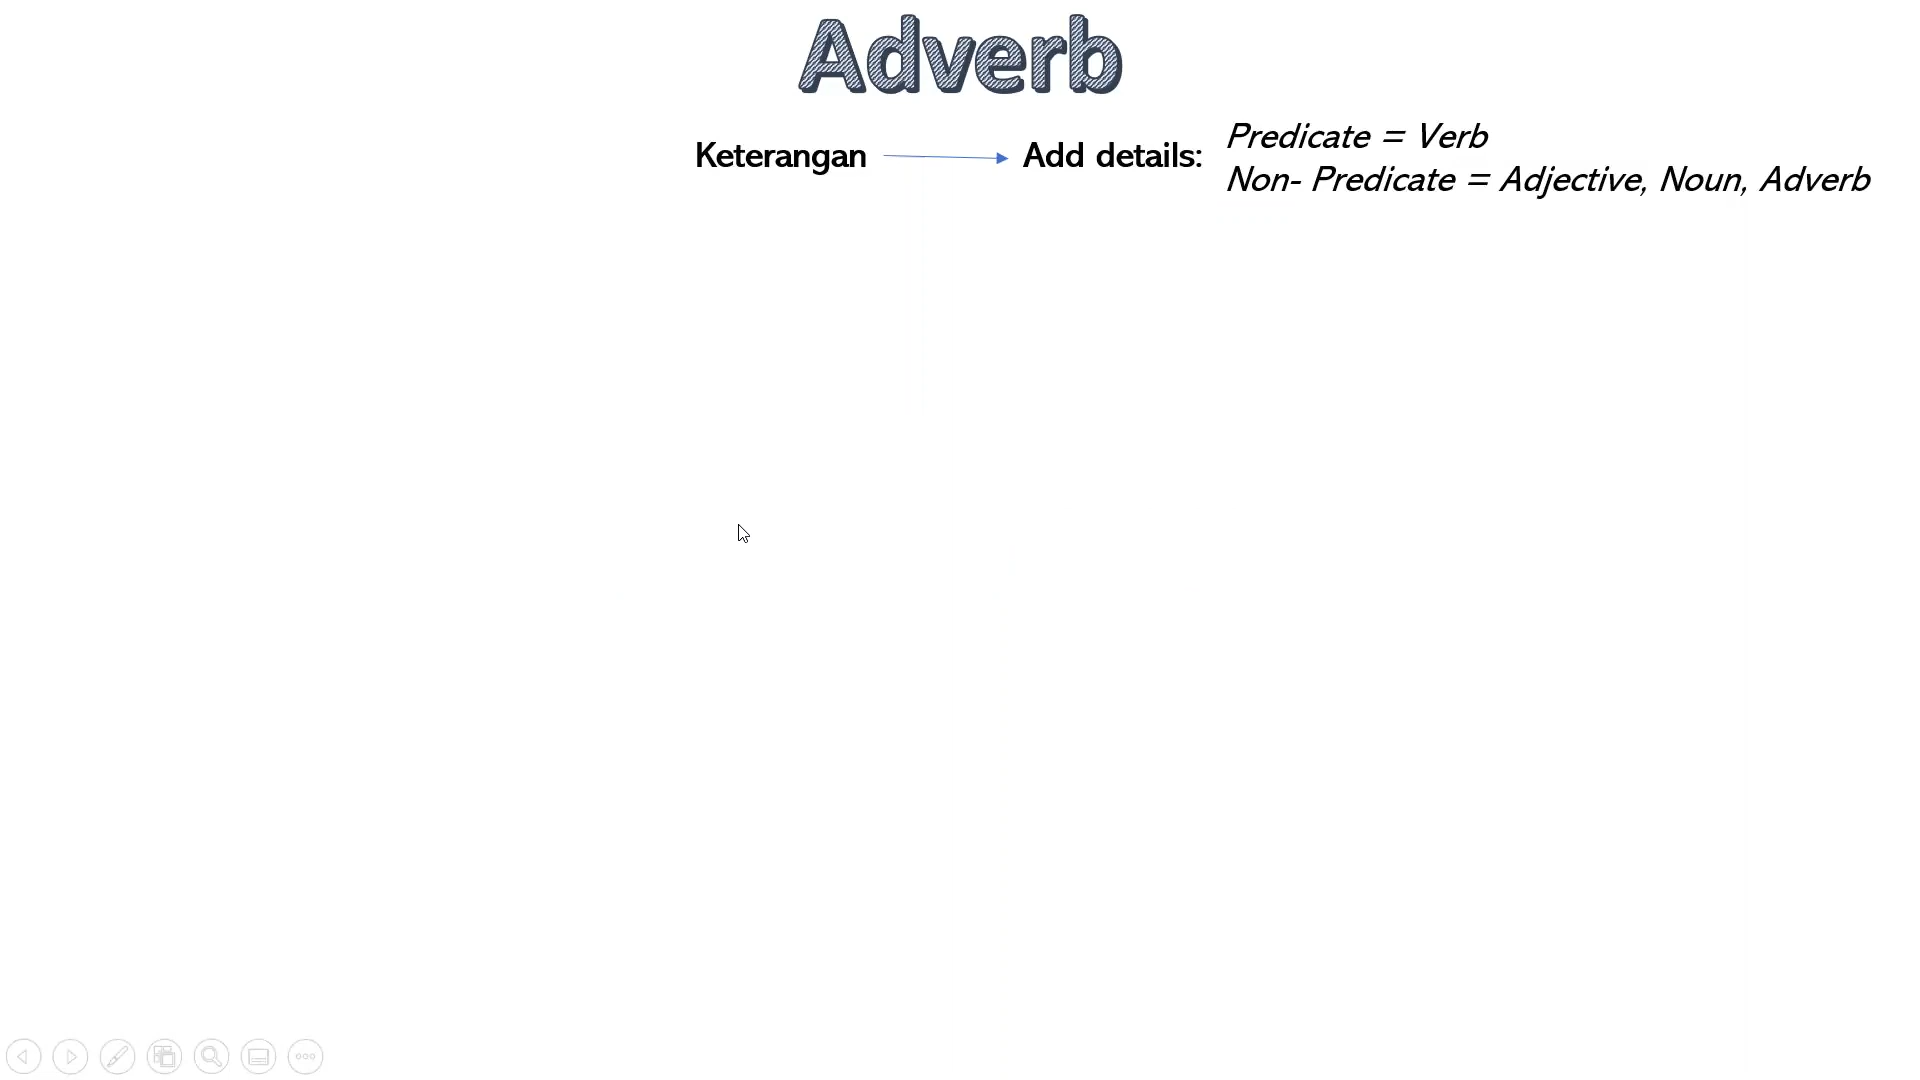 Adverb
Keterangan
Add details:
Predicate = Verb
Non- Predicate = Adjective, Noun, Adverb